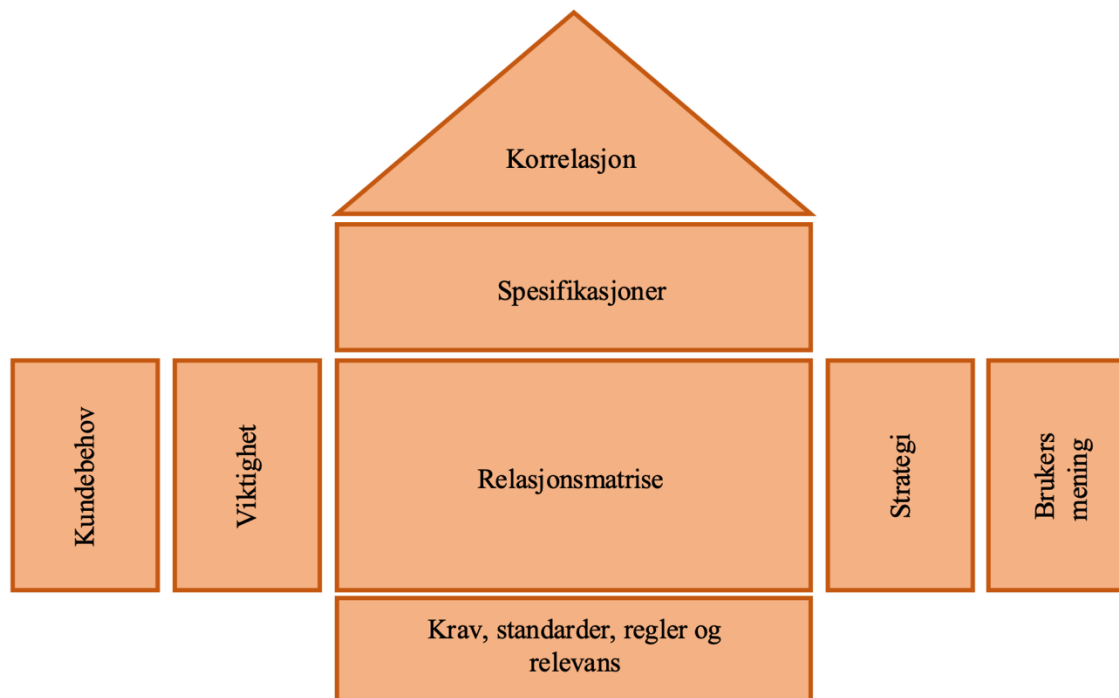 Korrelasjon
Spesifikasjoner
Kundebehov
Viktighet
Relasjonsmatrise
Strategi
Brukers
mening
Krav, standarder, regler og
relevans